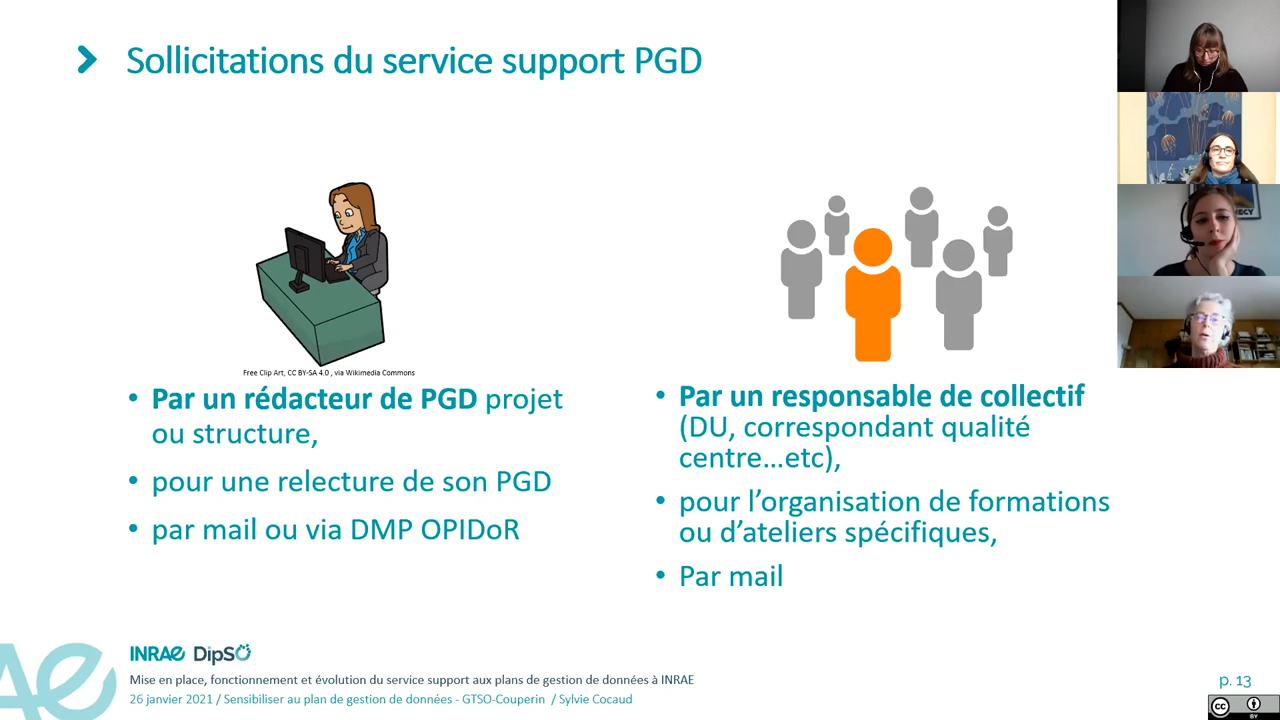 Sollicitations du service support PGD
Free Clip Art, CC BY-SA 4.0 , via Wikimedia Commons
• Par un rédacteur de PGD projet
ou structure,
• pour une relecture de son PGD
• par mail ou via DMP OPIDoR
• Par un responsable de collectif
(DU, correspondant qualité
centre...etc),
• pour l’organisation de formations
ou d’ateliers spécifiques,
• Par mail
INRAE DipSO
Mise en place, fonctionnement et évolution du service support aux plans de gestion de données à INRAE
26 janvier 2021 / Sensibiliser au plan de gestion de données - GTSO-Couperin / Sylvie Cocaud
p. 13
cc
BY